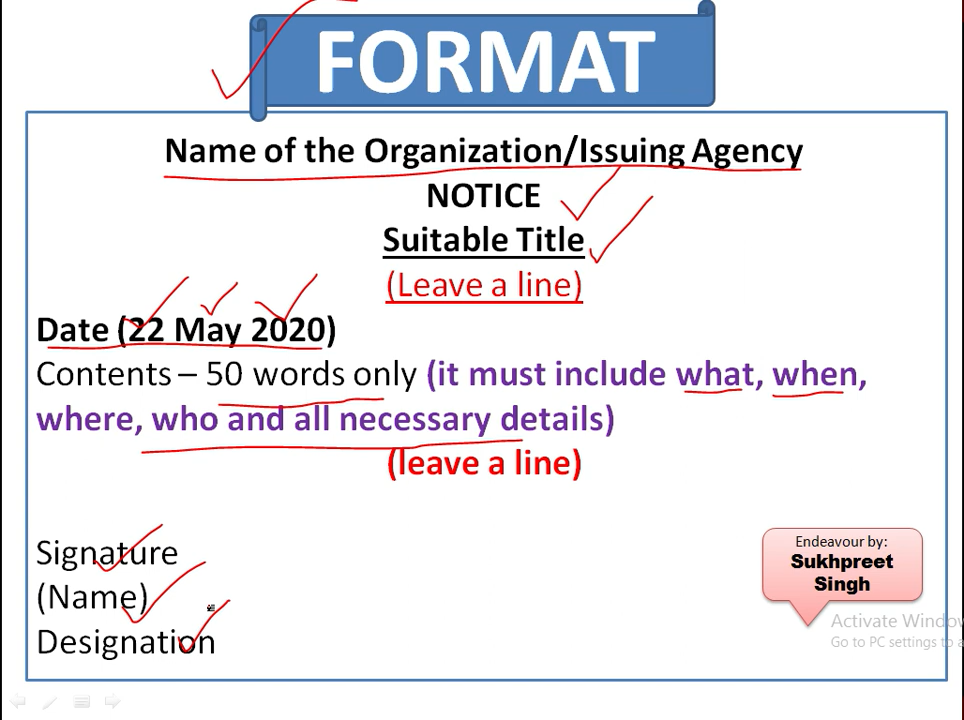 FORMAT
Name of the Organization/Issuing Agency
NOTICE
Suitable Title
(Leave a line)
Date (22 May 2020)
Contents – 50 words only (it must include what, when,
where, who and all necessary details)
(leave a line)
Signature
(Name)
Designation
Endeavour by:
Sukhpreet
Singh
Activate Window
Go to PC settings to a